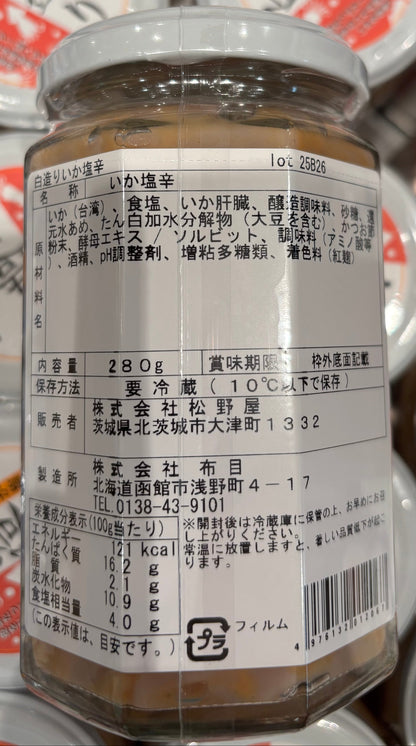 lot 25B26
白造りいか塩辛
名称 いか塩辛
原材料名 いか(台湾)、食塩、いか肝臓、醸造調味料、砂糖、還
元水あめ、たん白加水分解物(大豆を含む)、かつお節
粉末、酵母エキス/ソルビット、調味料(アミノ酸等
)、酒精、pH調整剤、増粘多糖類、着色料(紅麹)
内容量 280g 賞味期限 枠外底面記載
保存方法 要冷蔵(10℃以下で保存)
販売者 株式会社松野屋
茨城県北茨城市大津町1332
製造所 株式会社 布目
北海道函館市浅野町4-17
TEL.0138-43-9101
栄養成分表示(100g当たり)
エネルギー 121 kcal
たんぱく質 16.2 g
脂質 2.1 g
炭水化物 10.9 g
食塩相当量 4.0 g
(この表示値は、目安です。)
※開封後は冷蔵庫に保管の上、お早めにお召
し上がりください。
常温に放置しますと、著しい品質低下が起こ
ります。
プラ フィルム